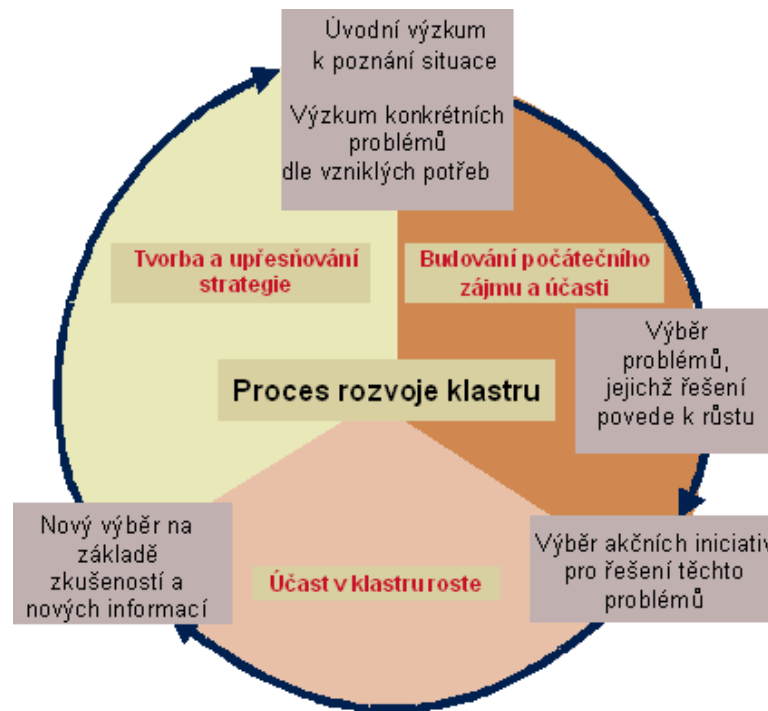 Úvodní výzkum
k poznání situace
Výzkum konkrétních
problémů
dle vzniklých potřeb
Tvorba a upřesňování
strategie
Budování počátečního
zájmu a účasti
Výběr
problémů,
jejichž řešení
povede k růstu
Proces rozvoje klastru
Nový výběr na
základě
zkušeností a
nových informací
Účast v klastru roste
Výběr akčních iniciativ
pro řešení těchto
problémů